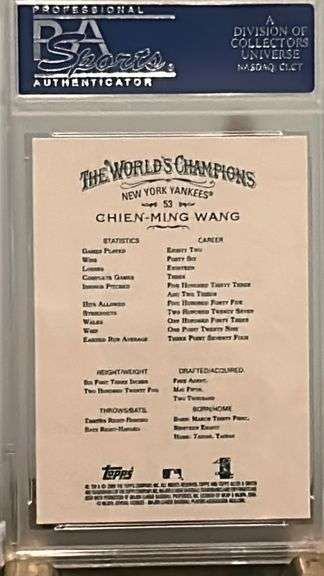 PROFESSIONAL
PSA
Sports
AUTHENTICATOR
A
DIVISION OF
COLLECTORS
UNIVERSE
NASDAQ: CLCT
THE WORLD'S CHAMPIONS
NEW YORK YANKEES®
53
CHIEN-MING WANG
STATISTICS CAREER
GAMES PLAYED EIGHTY TWO
WINS FORTY SIX
LOSSES EIGHTEEN
COMPLETE GAMES THREE
INNINGS PITCHED FIVE HUNDRED THIRTY THREE
AND TWO THIRDS
HITS ALLOWED FIVE HUNDRED FORTY FIVE
STRIKEOUTS TWO HUNDRED TWENTY SEVEN
WALKS ONE HUNDRED FORTY THREE
WHIP ONE POINT TWENTY NINE
EARNED RUN AVERAGE THREE POINT SEVENTY FOUR
HEIGHT/WEIGHT DRAFTED/ACQUIRED
SIX FOOT THREE INCHES FREE AGENT,
TWO HUNDRED TWENTY FIVE MAY FIFTH,
TWO THOUSAND
THROWS/BATS BORN/HOME
THROWS RIGHT-HANDED BORN: MARCH THIRTY FIRST,
BATS RIGHT-HANDED NINETEEN EIGHTY
HOME: TAINAN, TAIWAN
Topps